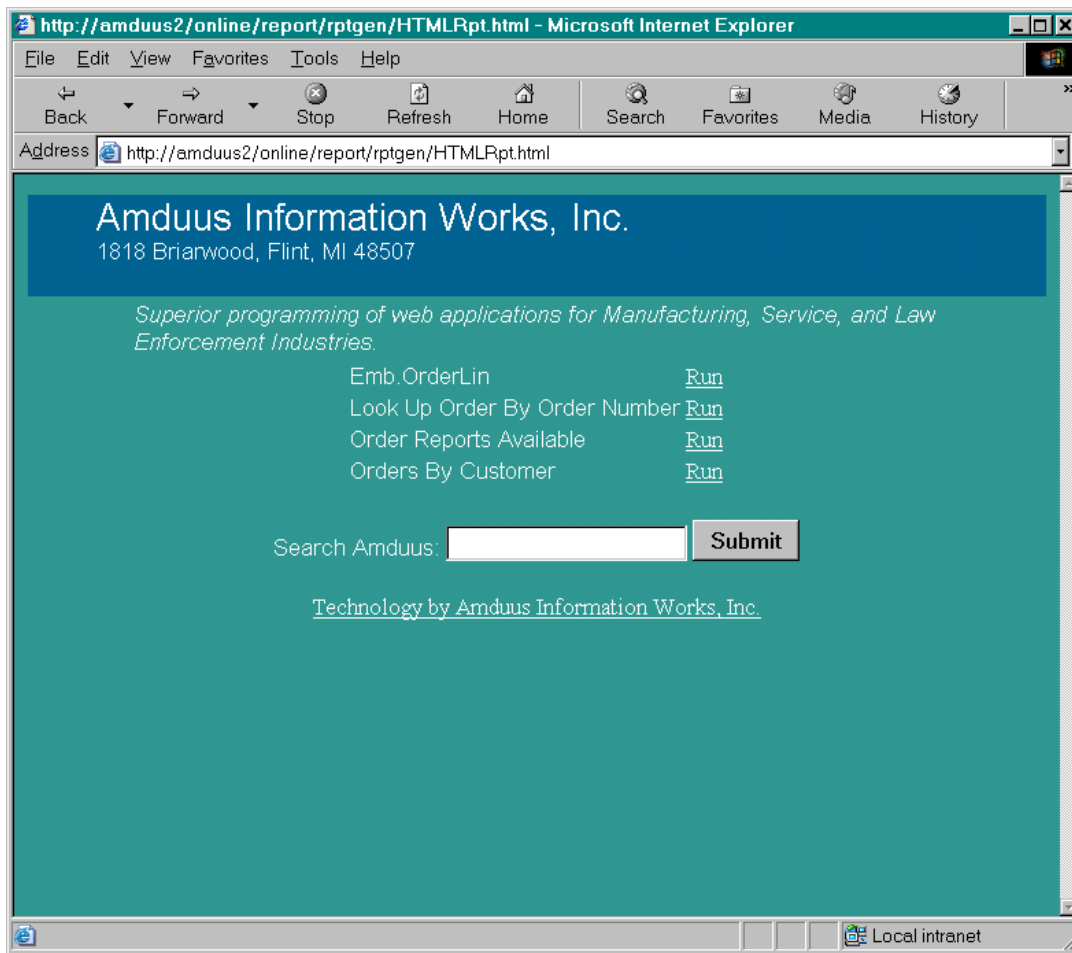 http://amduus2/online/report/rptgen/HTMLRpt.html - Microsoft Internet Explorer
File Edit View Favorites Tools Help
Back Forward Stop Refresh Home Search Favorites Media History »
Address http://amduus2/online/report/rptgen/HTMLRpt.html
Amduus Information Works, Inc.
1818 Briarwood, Flint, MI 48507
Superior programming of web applications for Manufacturing, Service, and Law
Enforcement Industries.
Emb.OrderLin Run
Look Up Order By Order Number Run
Order Reports Available Run
Orders By Customer Run
Search Amduus: Submit
Technology by Amduus Information Works, Inc.
Local intranet